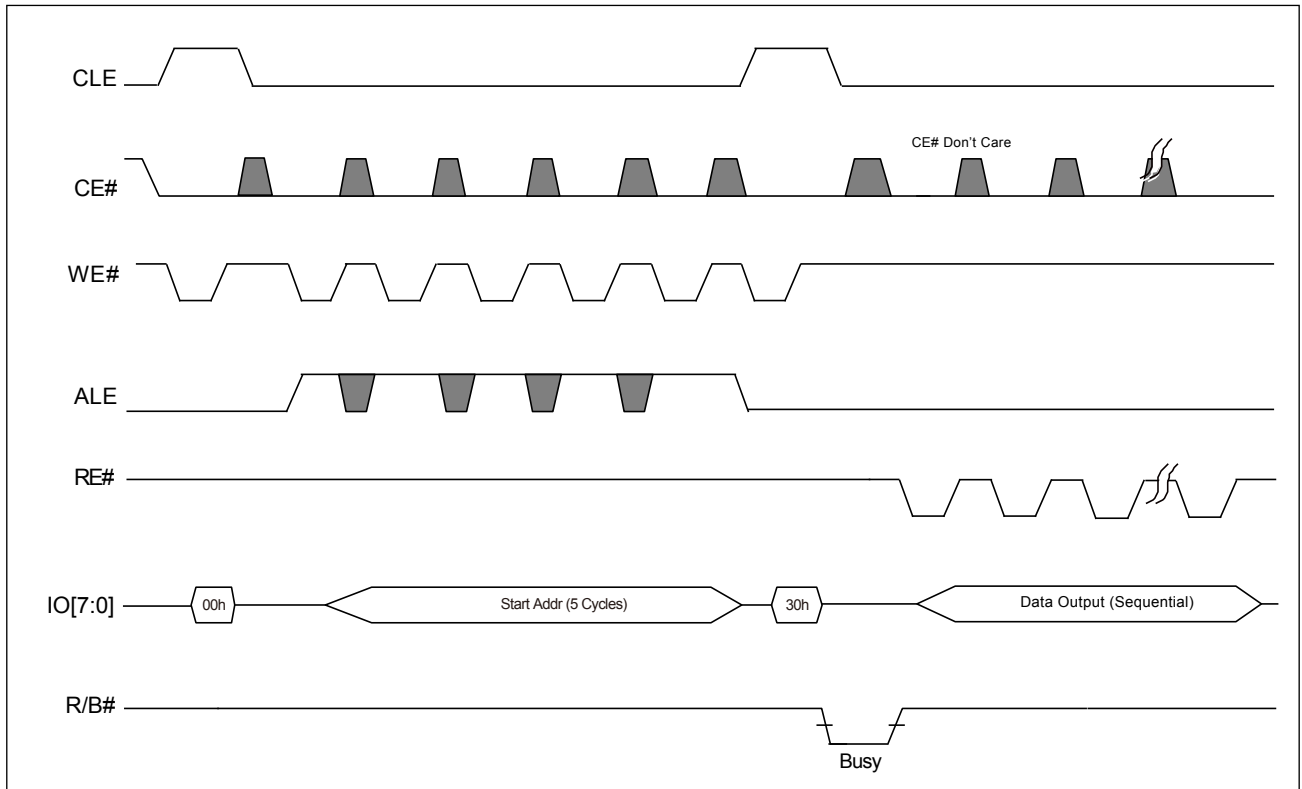 CLE
CE# Don't Care
CE#
WE#
ALE
RE#
IO[7:0]
00h
Start Addr (5 Cycles)
30h
Data Output (Sequential)
R/B#
Busy